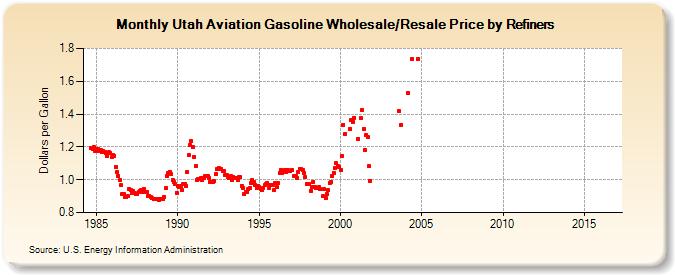 Monthly Utah Aviation Gasoline Wholesale/Resale Price by Refiners
Dollars per Gallon
1.8
1.6
1.4
1.2
1.0
0.8
1985 1990 1995 2000 2005 2010 2015
Source: U.S. Energy Information Administration